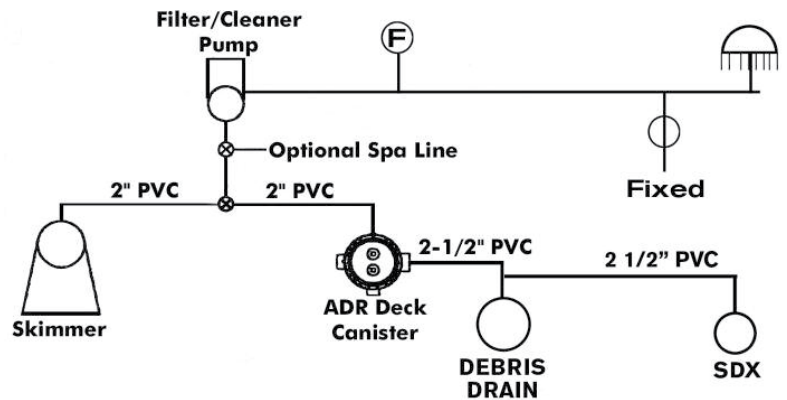 Filter/Cleaner
Pump
F
Optional Spa Line
2" PVC
2" PVC
Fixed
2-1/2" PVC
2 1/2” PVC
Skimmer
ADR Deck
Canister
DEBRIS
DRAIN
SDX